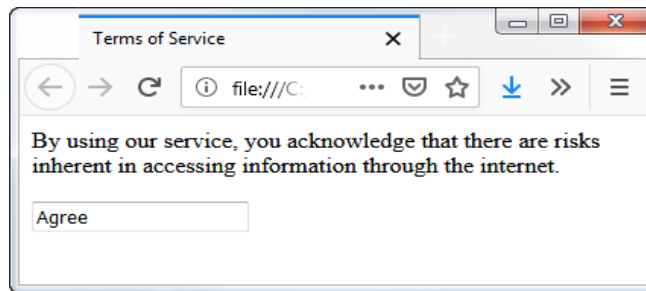 Terms of Service
file:///C:
By using our service, you acknowledge that there are risks
inherent in accessing information through the internet.
Agree